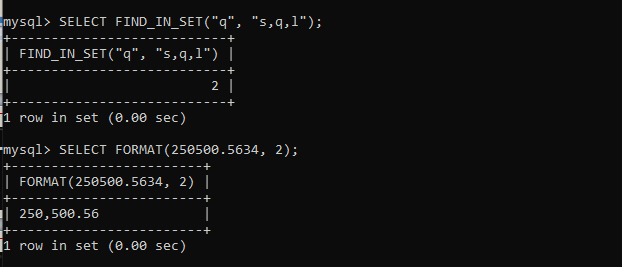 mysql> SELECT FIND_IN_SET("q", "s,q,l");
+---------------------------+
| FIND_IN_SET("q", "s,q,l") |
+---------------------------+
|                         2 |
+---------------------------+
1 row in set (0.00 sec)

mysql> SELECT FORMAT(250500.5634, 2);
+------------------------+
| FORMAT(250500.5634, 2) |
+------------------------+
| 250,500.56             |
+------------------------+
1 row in set (0.00 sec)